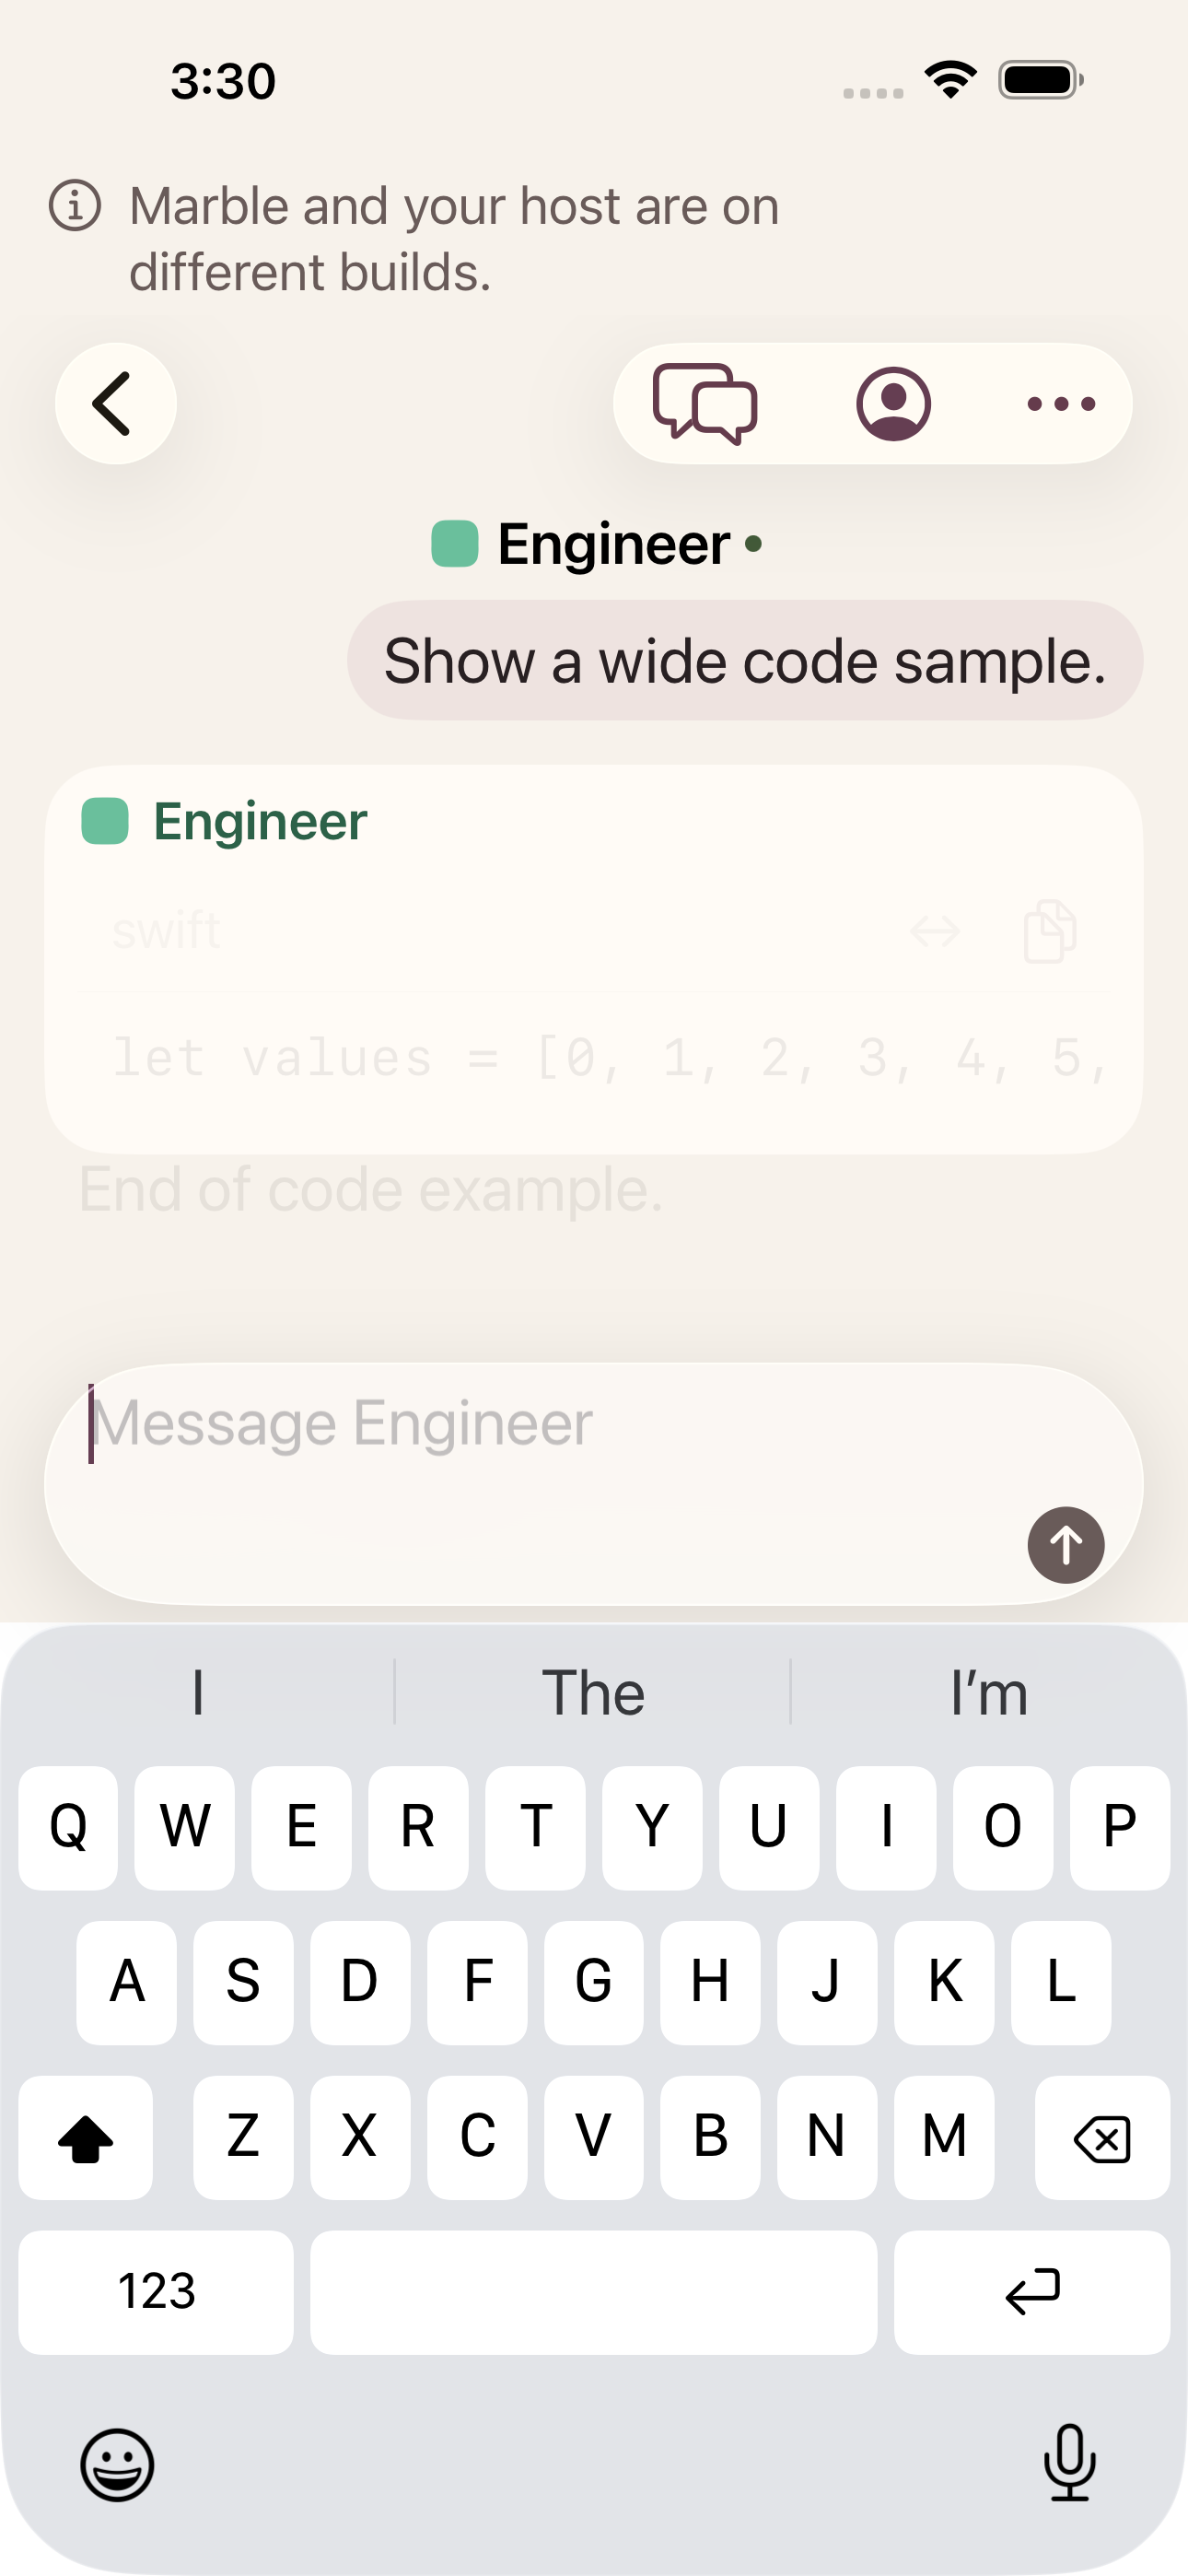 3:30
Marble and your host are on
different builds.
Engineer
Show a wide code sample.
Engineer
swift
let values = [0, 1, 2, 3, 4, 5,
End of code example.
Message Engineer
I The I’m
Q W E R T Y U I O P
A S D F G H J K L
Z X C V B N M
123